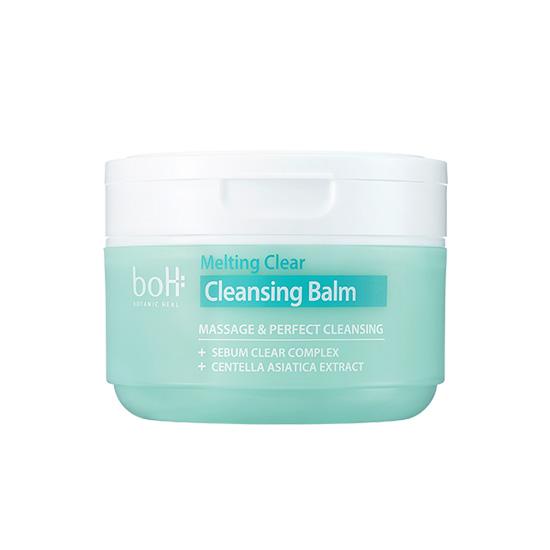 boH
BOTANIC HEAL
Melting Clear
Cleansing Balm
MASSAGE & PERFECT CLEANSING
+ SEBUM CLEAR COMPLEX
+ CENTELLA ASIATICA EXTRACT